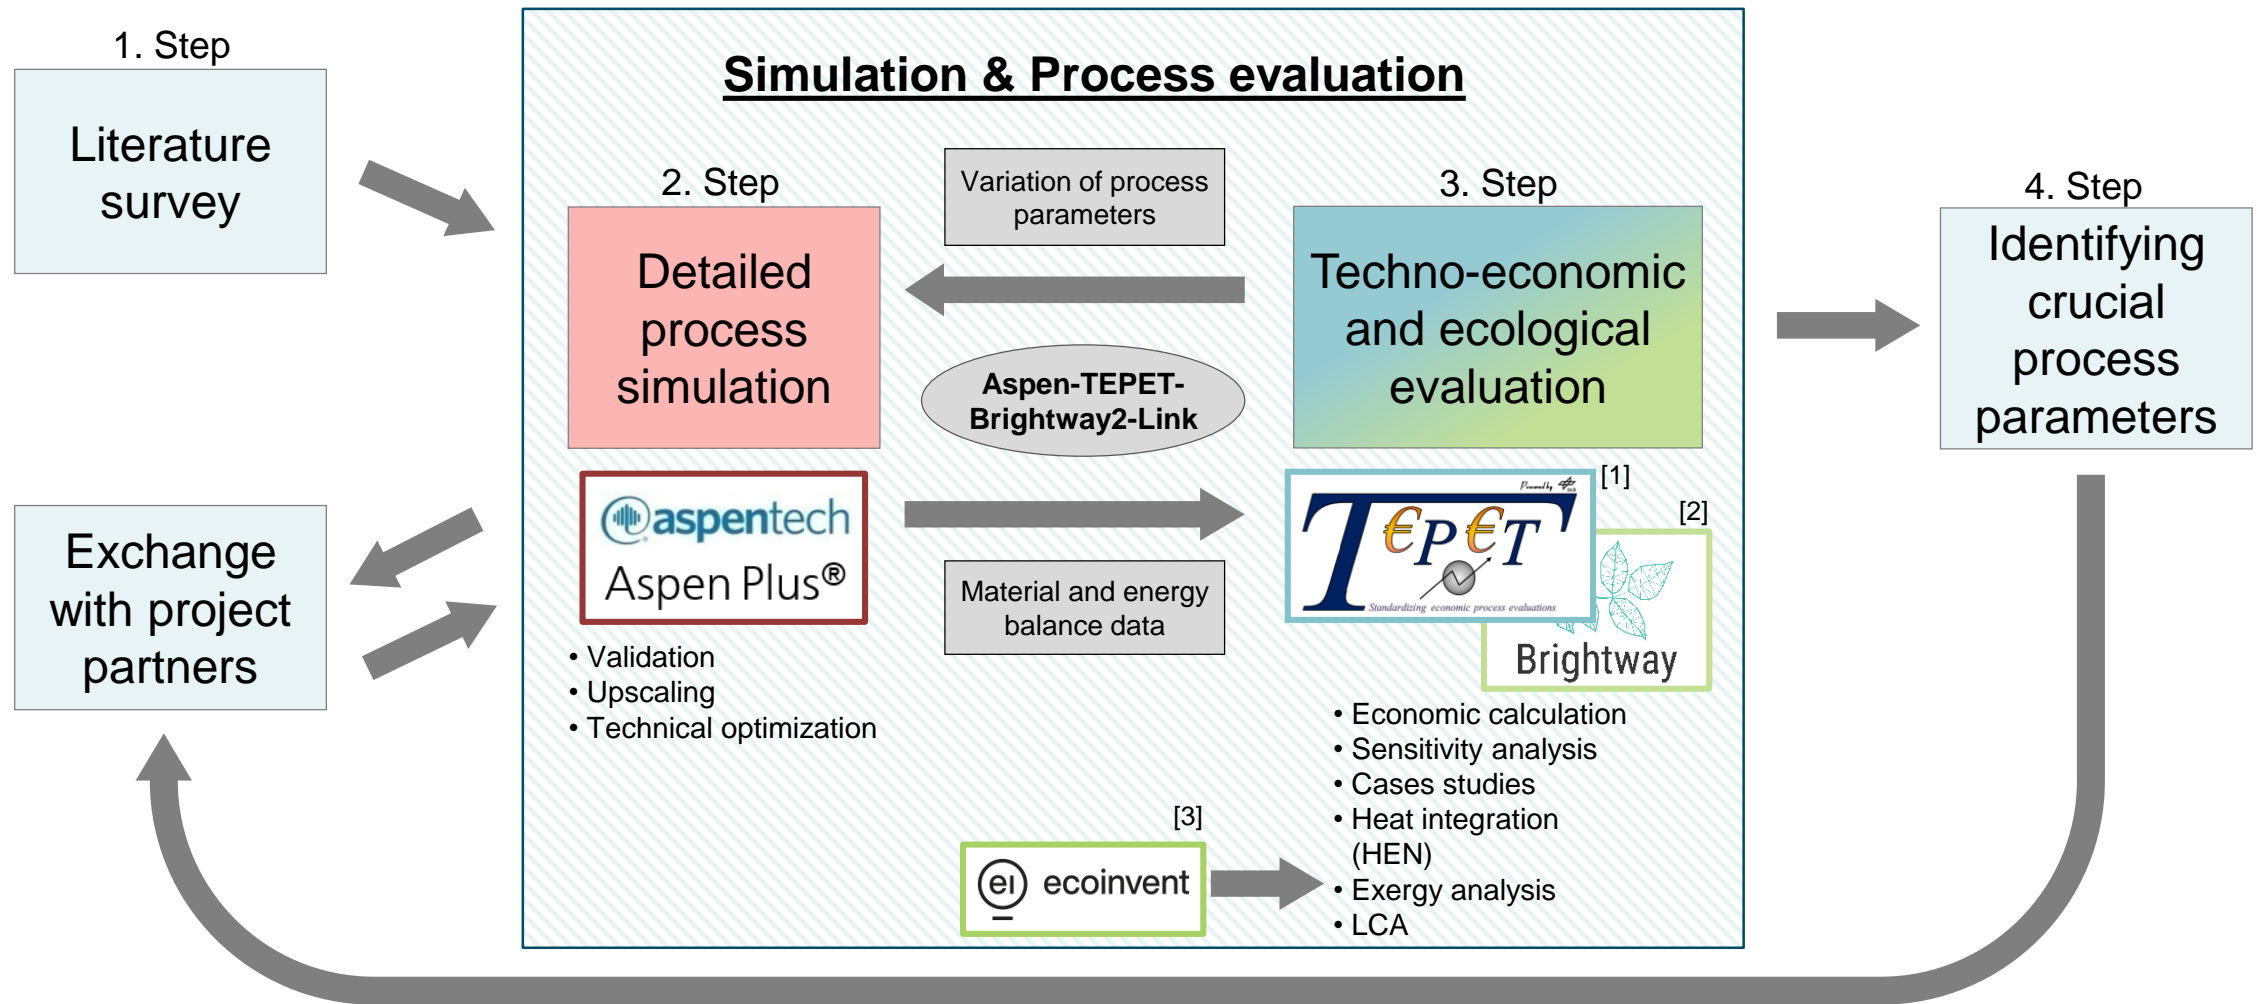 1. Step
Literature
survey
Exchange
with project
partners
Simulation & Process evaluation
2. Step
Detailed
process
simulation
aspentech
Aspen Plus®
• Validation
• Upscaling
• Technical optimization
Variation of process
parameters
Aspen-TEPET-
Brightway2-Link
Material and energy
balance data
[3]
ecoinvent
3. Step
Techno-economic
and ecological
evaluation
[1]
Powered by DLR
T€P€T
Standardizing economic process evaluations
[2]
Brightway
• Economic calculation
• Sensitivity analysis
• Cases studies
• Heat integration
(HEN)
• Exergy analysis
• LCA
4. Step
Identifying
crucial
process
parameters